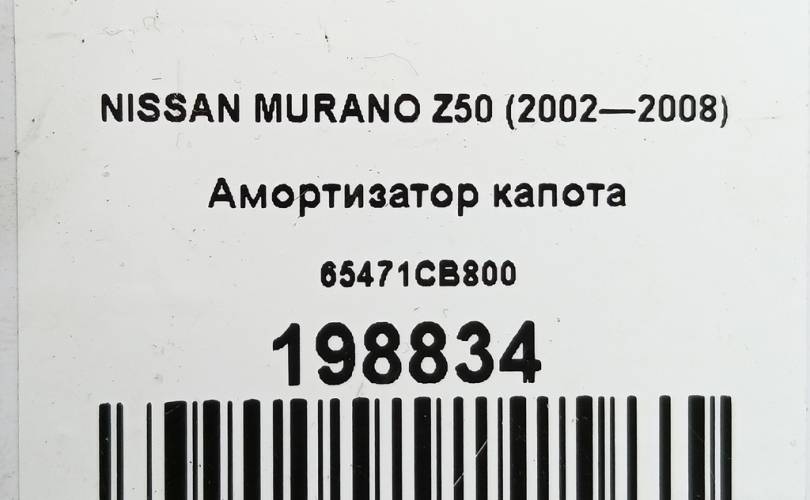 NISSAN MURANO Z50 (2002—2008)
Амортизатор капота
65471CB800
198834